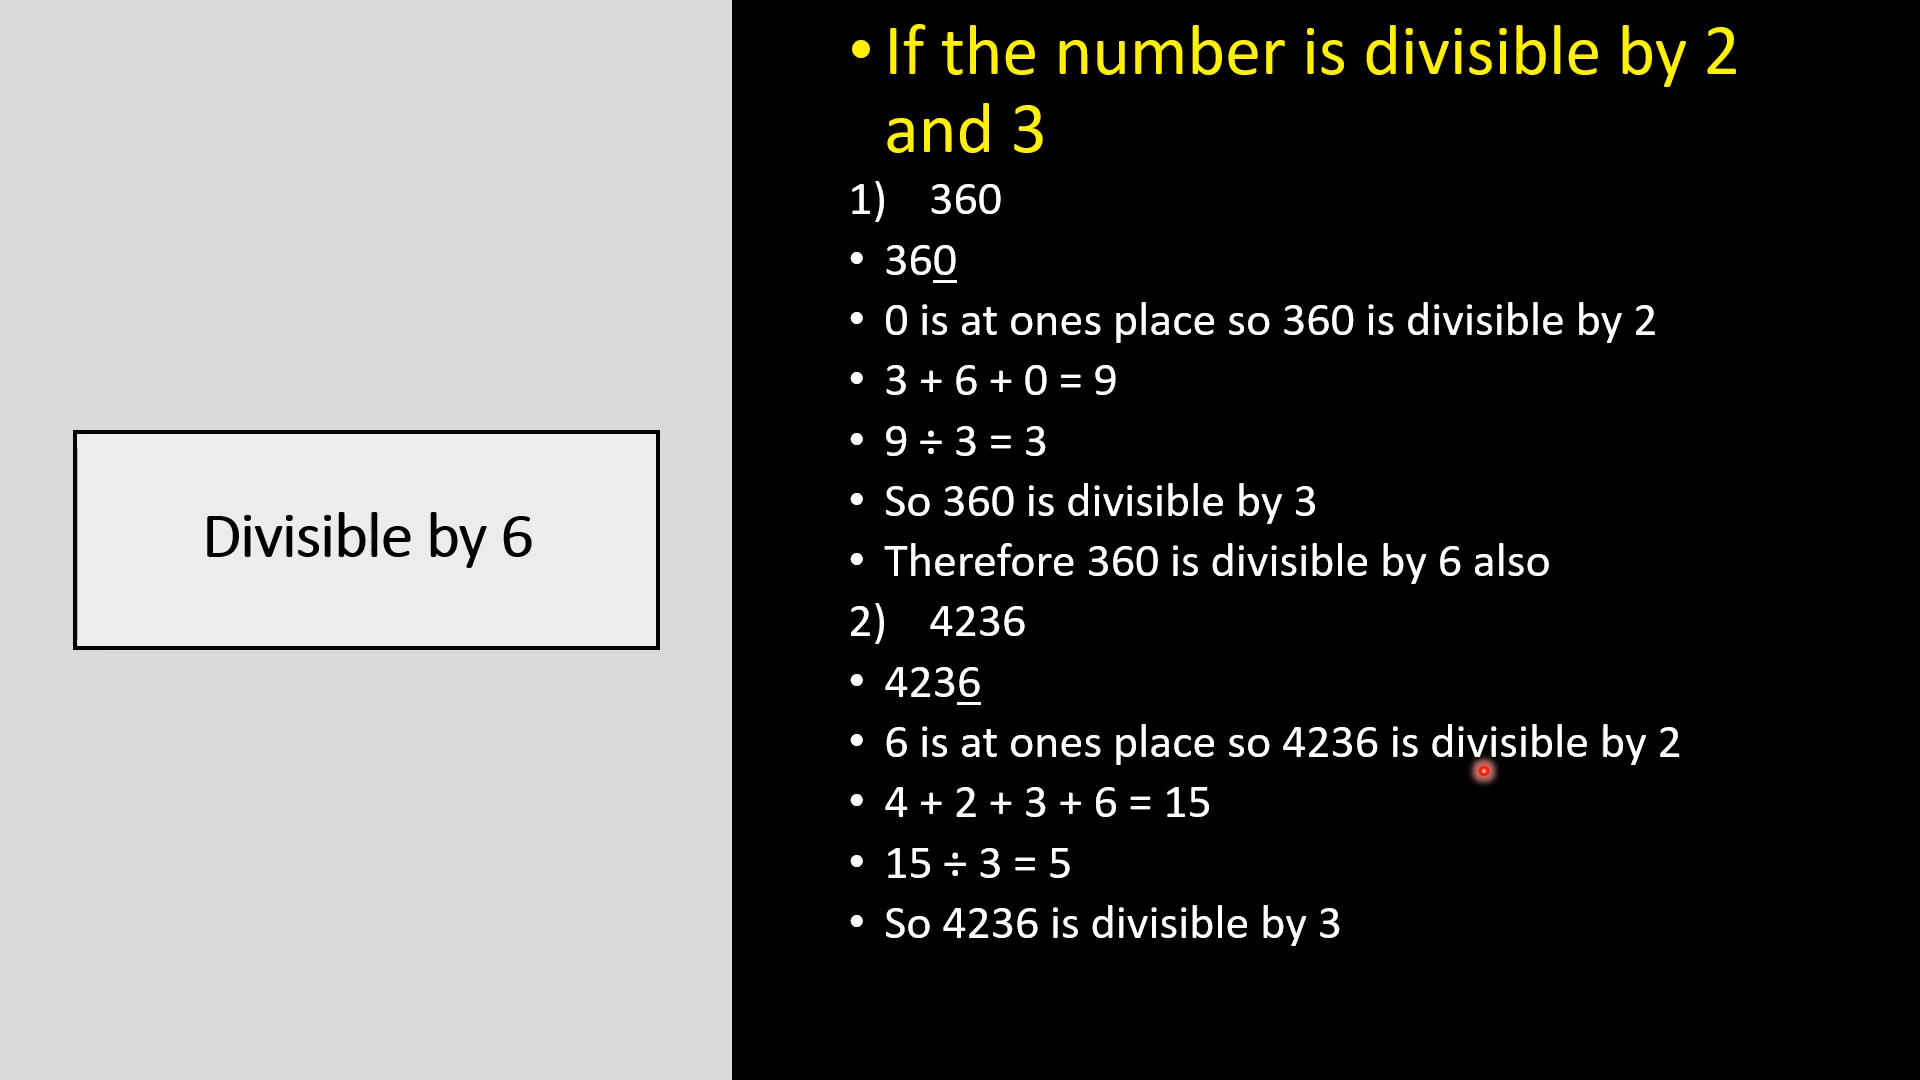 Divisible by 6
• If the number is divisible by 2
and 3
1) 360
• 360
• 0 is at ones place so 360 is divisible by 2
• 3 + 6 + 0 = 9
• 9 ÷ 3 = 3
• So 360 is divisible by 3
• Therefore 360 is divisible by 6 also
2) 4236
• 4236
• 6 is at ones place so 4236 is divisible by 2
• 4 + 2 + 3 + 6 = 15
• 15 ÷ 3 = 5
• So 4236 is divisible by 3